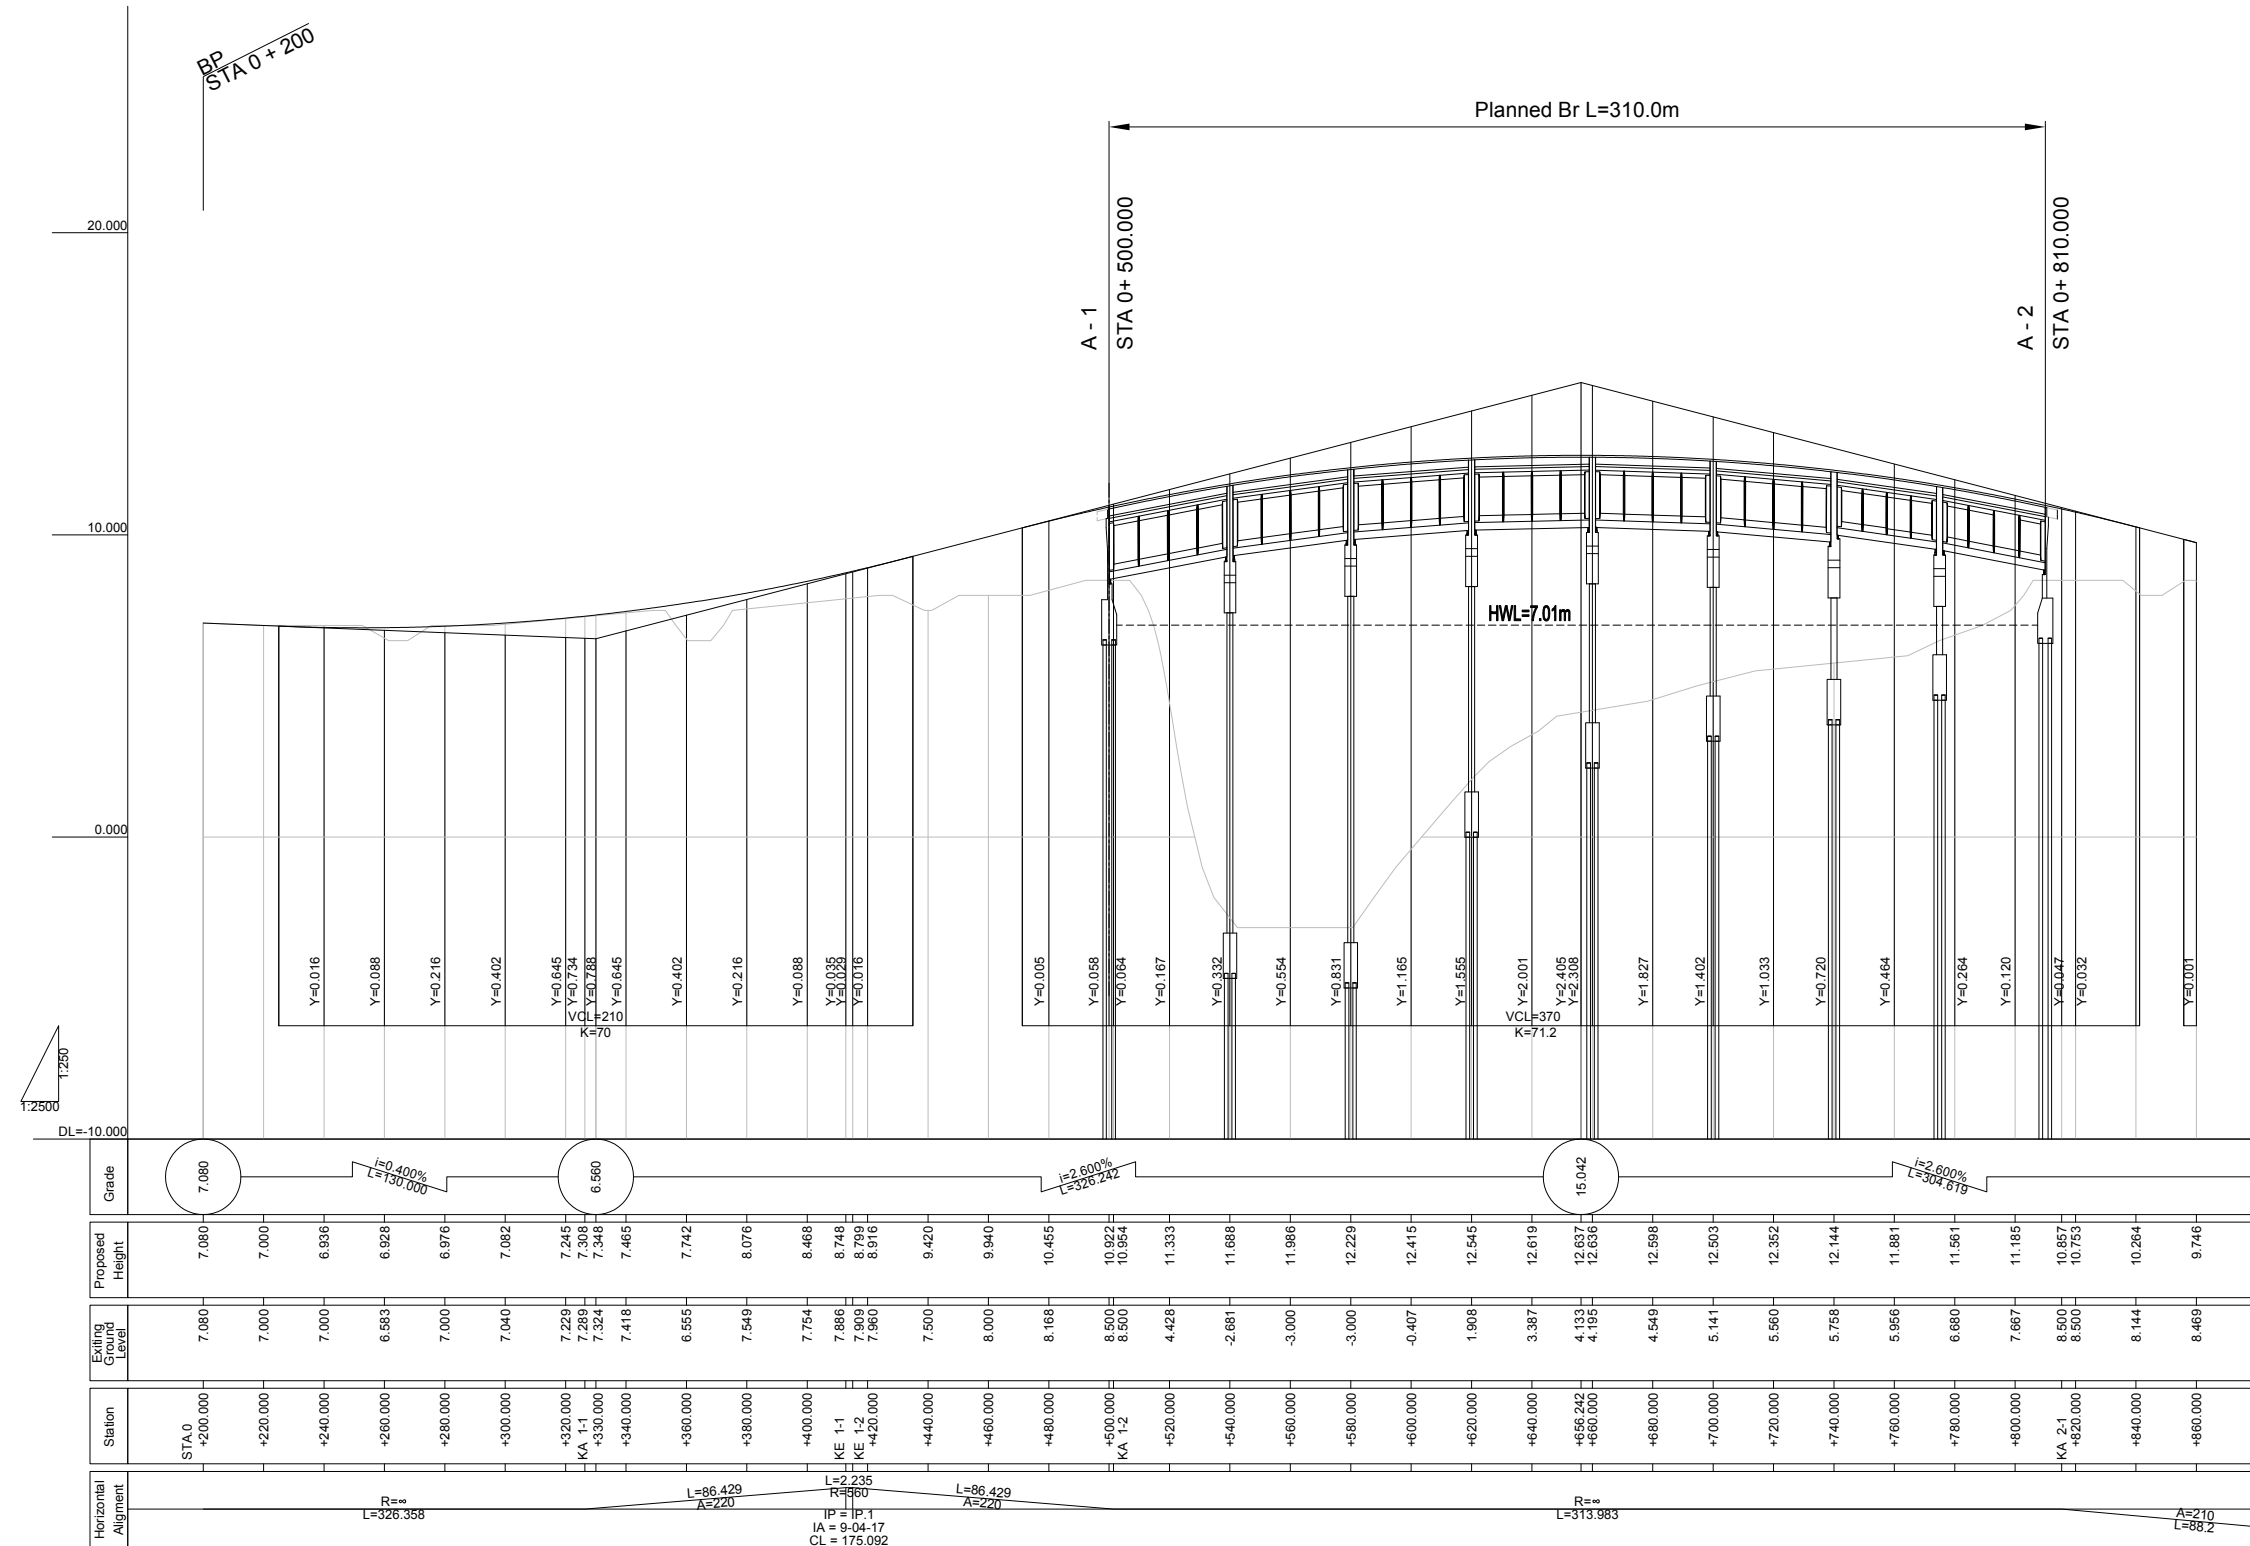 BP
STA 0 + 200
Planned Br L=310.0m
A - 1
STA 0+ 500.000
A - 2
STA 0+ 810.000
20.000
10.000
0.000
DL=-10.000
HWL=7.01m
1:250
1:2500
Y=0.016
Y=0.088
Y=0.216
Y=0.402
Y=0.645
Y=0.734
Y=0.788
Y=0.645
Y=0.402
Y=0.216
Y=0.088
Y=0.035
Y=0.029
Y=0.016
VCL=210
K=70
Y=0.005
Y=0.058
Y=0.064
Y=0.167
Y=0.332
Y=0.554
Y=0.831
Y=1.165
Y=1.555
Y=2.001
Y=2.405
Y=2.308
Y=1.827
Y=1.402
Y=1.033
Y=0.720
Y=0.464
Y=0.264
Y=0.120
Y=0.047
Y=0.032
Y=0.001
VCL=370
K=71.2
Grade
7.080
i=0.400%
L=130.000
6.560
i=2.600%
L=326.242
15.042
i=2.600%
L=304.619
Proposed
Height
7.080
7.000
6.936
6.928
6.976
7.082
7.245
7.308
7.348
7.465
7.742
8.076
8.468
8.748
8.799
8.916
9.420
9.940
10.455
10.922
10.954
11.333
11.688
11.986
12.229
12.415
12.545
12.619
12.637
12.636
12.598
12.503
12.352
12.144
11.881
11.561
11.185
10.857
10.753
10.264
9.746
Exiting
Ground
Level
7.080
7.000
7.000
6.583
7.000
7.040
7.229
7.289
7.324
7.418
6.555
7.549
7.754
7.886
7.909
7.960
7.500
8.000
8.168
8.500
8.500
4.428
-2.681
-3.000
-3.000
-0.407
1.908
3.387
4.133
4.195
4.549
5.141
5.560
5.758
5.956
6.680
7.667
8.500
8.500
8.144
8.469
Station
STA.0
+200.000
+220.000
+240.000
+260.000
+280.000
+300.000
+320.000
KA 1-1
+330.000
+340.000
+360.000
+380.000
+400.000
KE 1-1
KE 1-2
+420.000
+440.000
+460.000
+480.000
+500.000
KA 1-2
+520.000
+540.000
+560.000
+580.000
+600.000
+620.000
+640.000
+656.242
+660.000
+680.000
+700.000
+720.000
+740.000
+760.000
+780.000
+800.000
KA 2-1
+820.000
+840.000
+860.000
Horizontal
Alignment
R=∞
L=326.358
L=86.429
A=220
L=2.235
R=560
IP = IP.1
IA = 9-04-17
CL = 175.092
L=86.429
A=220
R=∞
L=313.983
A=210
L=88.2